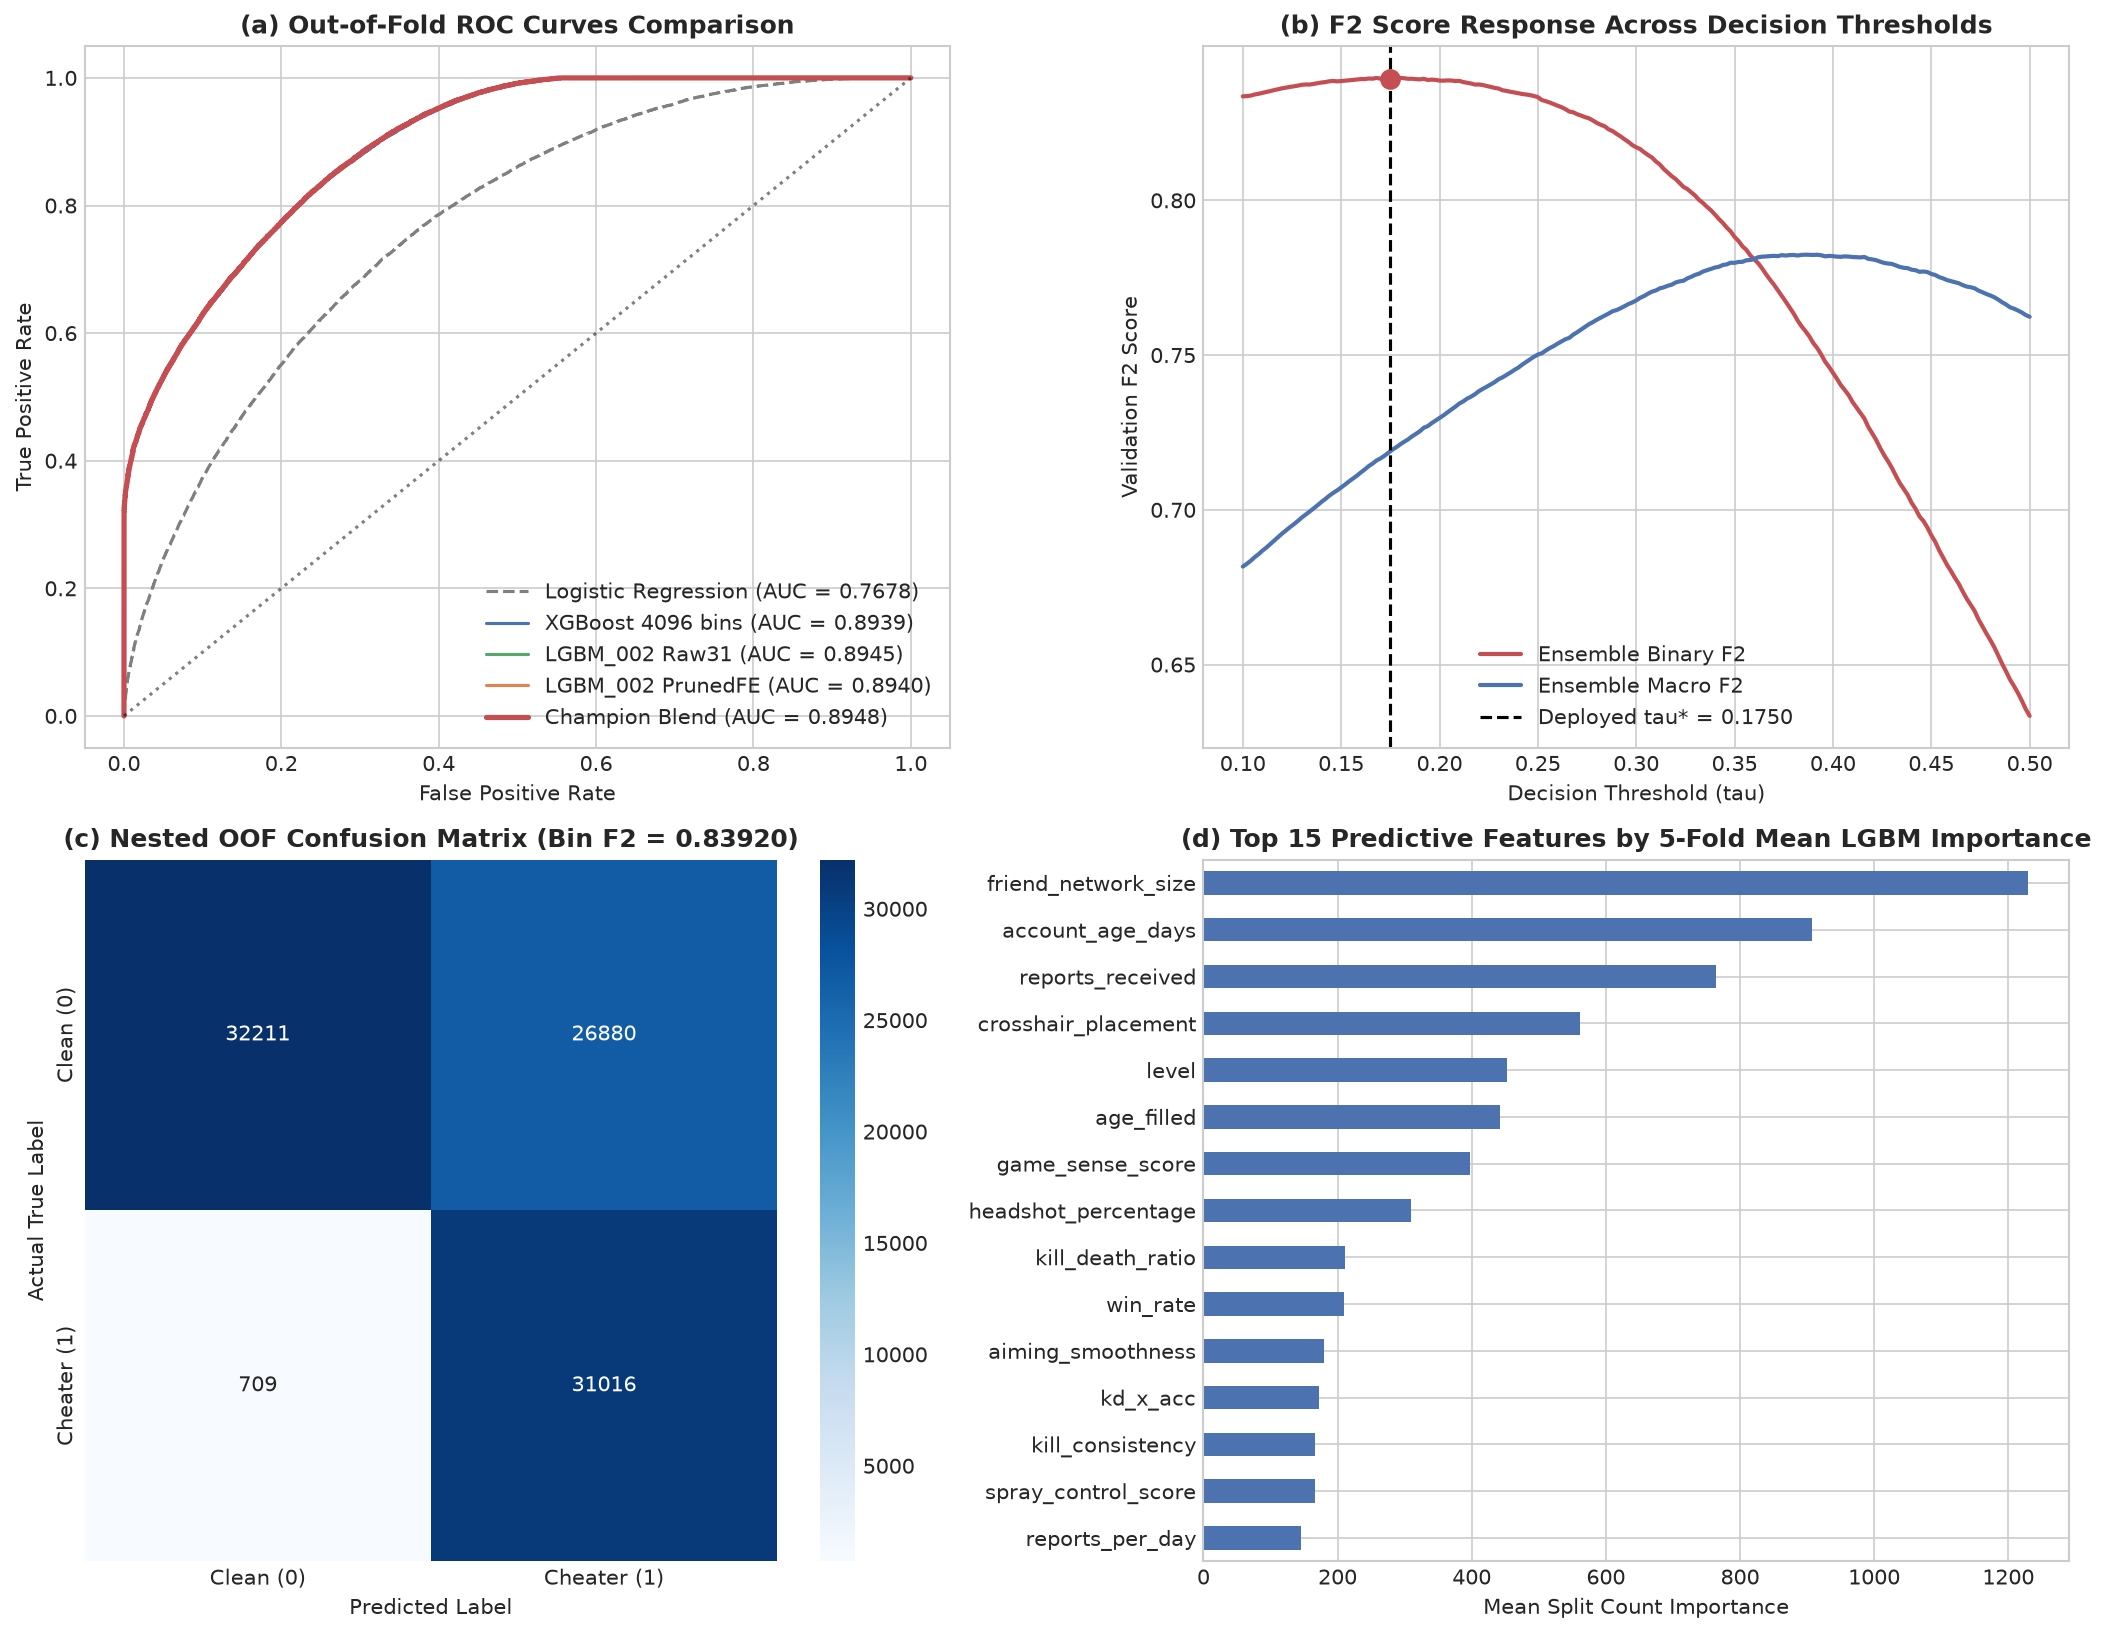 (a) Out-of-Fold ROC Curves Comparison
True Positive Rate
1.0
0.8
0.6
0.4
0.2
0.0
Logistic Regression (AUC = 0.7678)
XGBoost 4096 bins (AUC = 0.8939)
LGBM_002 Raw31 (AUC = 0.8945)
LGBM_002 PrunedFE (AUC = 0.8940)
Champion Blend (AUC = 0.8948)
0.0 0.2 0.4 0.6 0.8 1.0
False Positive Rate
(b) F2 Score Response Across Decision Thresholds
Validation F2 Score
0.80
0.75
0.70
0.65
Ensemble Binary F2
Ensemble Macro F2
Deployed tau* = 0.1750
0.10 0.15 0.20 0.25 0.30 0.35 0.40 0.45 0.50
Decision Threshold (tau)
(c) Nested OOF Confusion Matrix (Bin F2 = 0.83920)
Actual True Label
Clean (0)
32211 26880
Cheater (1)
709 31016
Clean (0) Cheater (1)
Predicted Label
30000
25000
20000
15000
10000
5000
(d) Top 15 Predictive Features by 5-Fold Mean LGBM Importance
friend_network_size
account_age_days
reports_received
crosshair_placement
level
age_filled
game_sense_score
headshot_percentage
kill_death_ratio
win_rate
aiming_smoothness
kd_x_acc
kill_consistency
spray_control_score
reports_per_day
0 200 400 600 800 1000 1200
Mean Split Count Importance